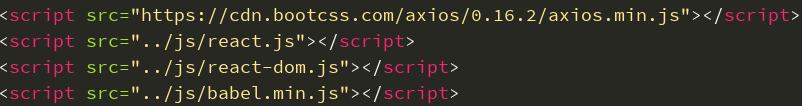 <script src="https://cdn.bootcss.com/axios/0.16.2/axios.min.js"></script>
<script src="../js/react.js"></script>
<script src="../js/react-dom.js"></script>
<script src="../js/babel.min.js"></script>